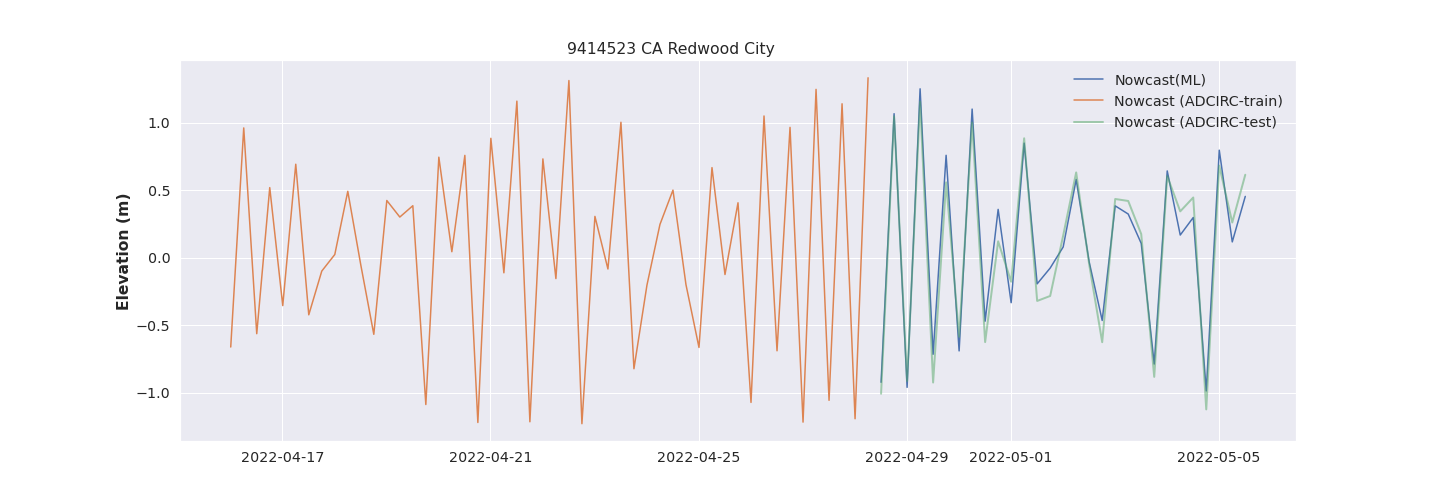 9414523 CA Redwood City
Nowcast(ML)
Nowcast (ADCIRC-train)
Nowcast (ADCIRC-test)
Elevation (m)
1.0
0.5
0.0
−0.5
−1.0
2022-04-17
2022-04-21
2022-04-25
2022-04-29
2022-05-01
2022-05-05